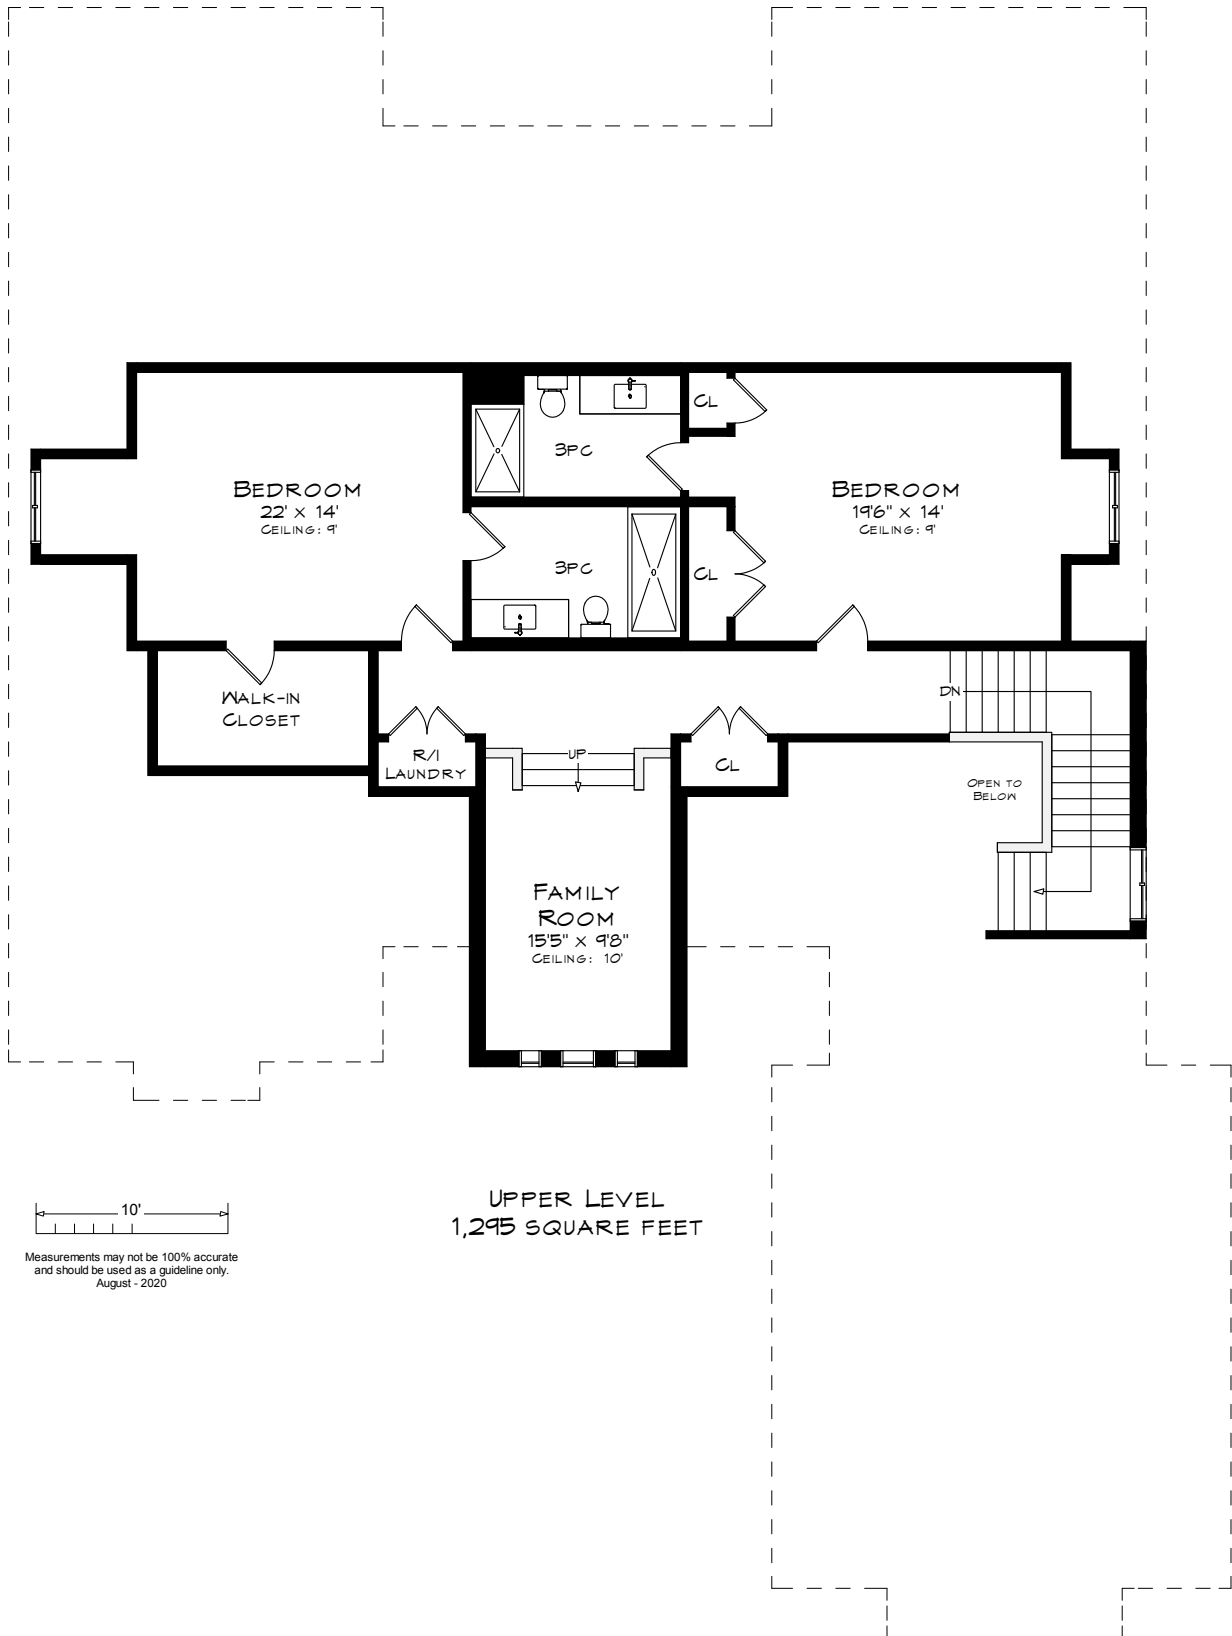 CL
3PC
BEDROOM
22' x 14'
CEILING: 9'
BEDROOM
19'6" x 14'
CEILING: 9'
3PC
CL
WALK-IN
CLOSET
DN
R/I
LAUNDRY
UP
CL
OPEN TO
BELOW
FAMILY
ROOM
15'5" x 9'8"
CEILING: 10'
UPPER LEVEL
1,295 SQUARE FEET
10'
Measurements may not be 100% accurate
and should be used as a guideline only.
August - 2020